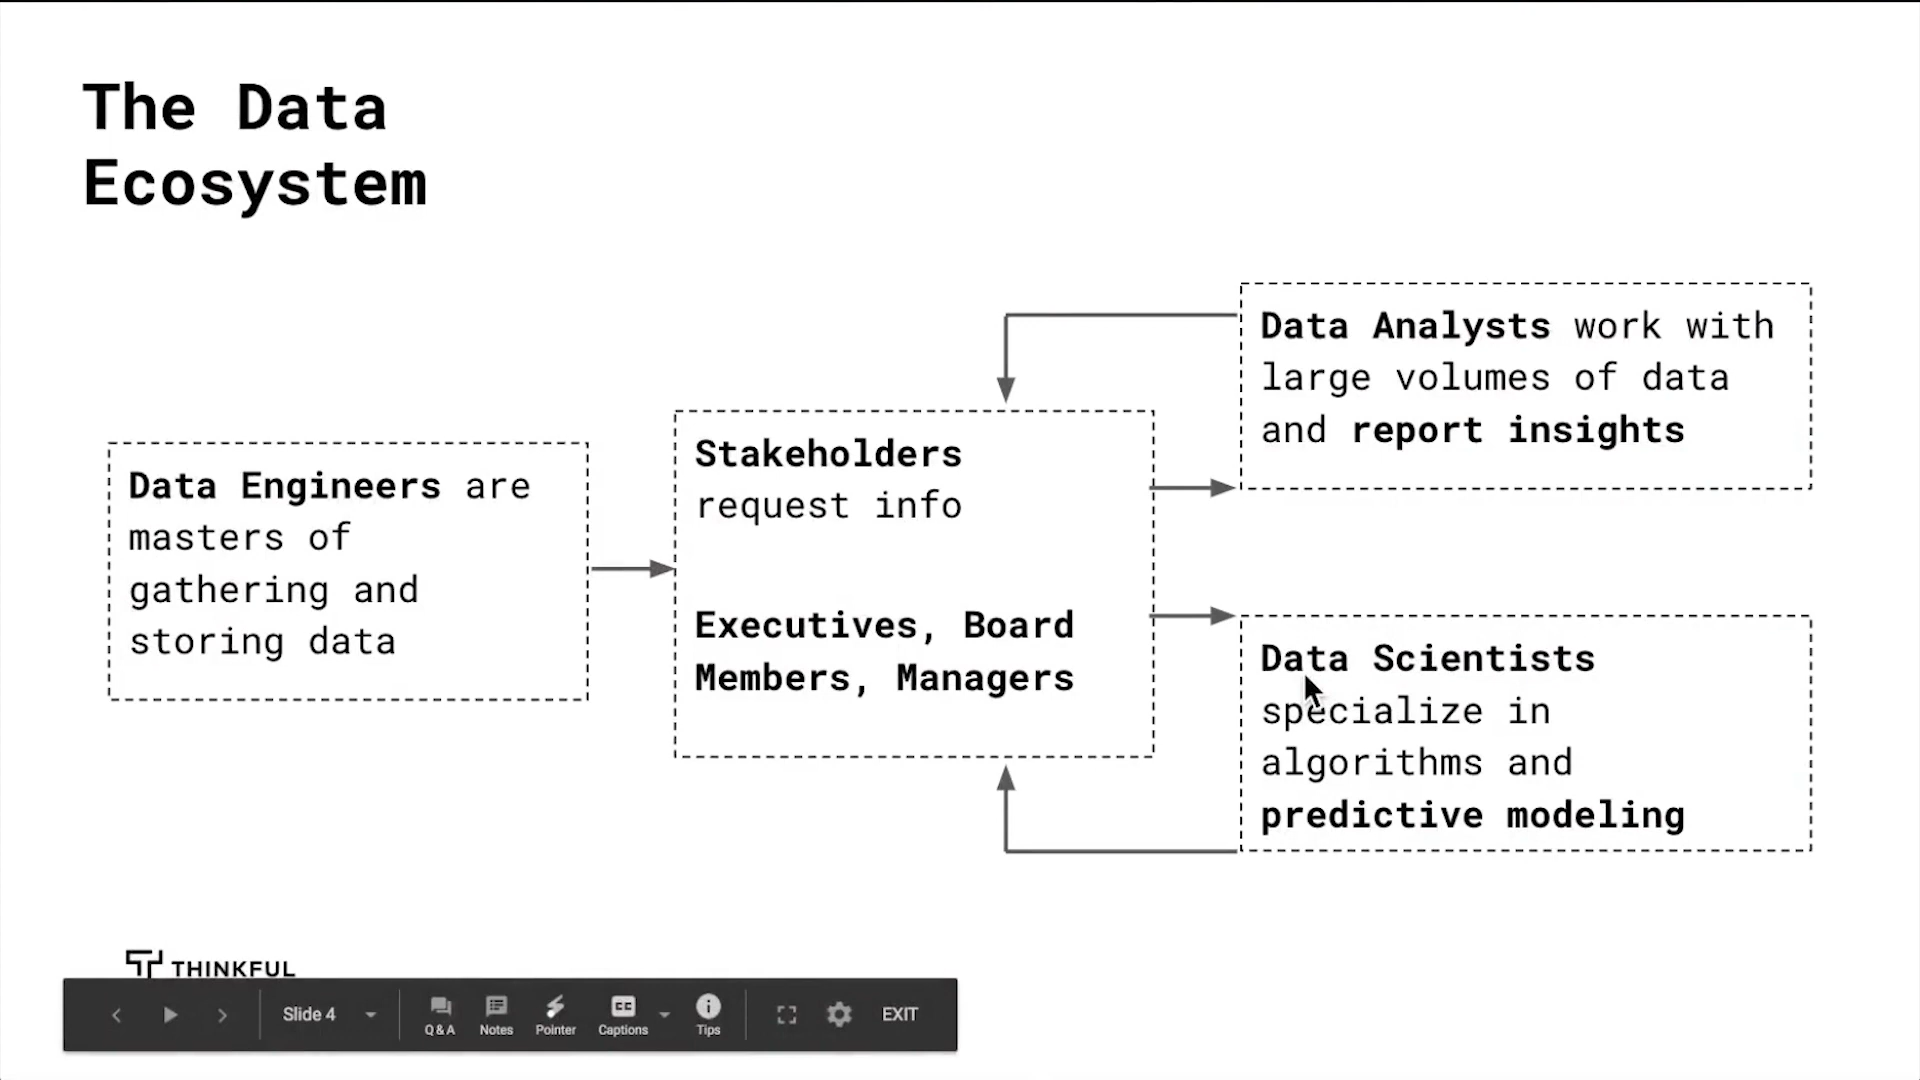 The Data
Ecosystem
Data Engineers are
masters of
gathering and
storing data
Stakeholders
request info
Executives, Board
Members, Managers
Data Analysts work with
large volumes of data
and report insights
Data Scientists
specialize in
algorithms and
predictive modeling
THINKFUL
Slide 4
Q & A
Notes
Pointer
CC
Captions
Tips
EXIT